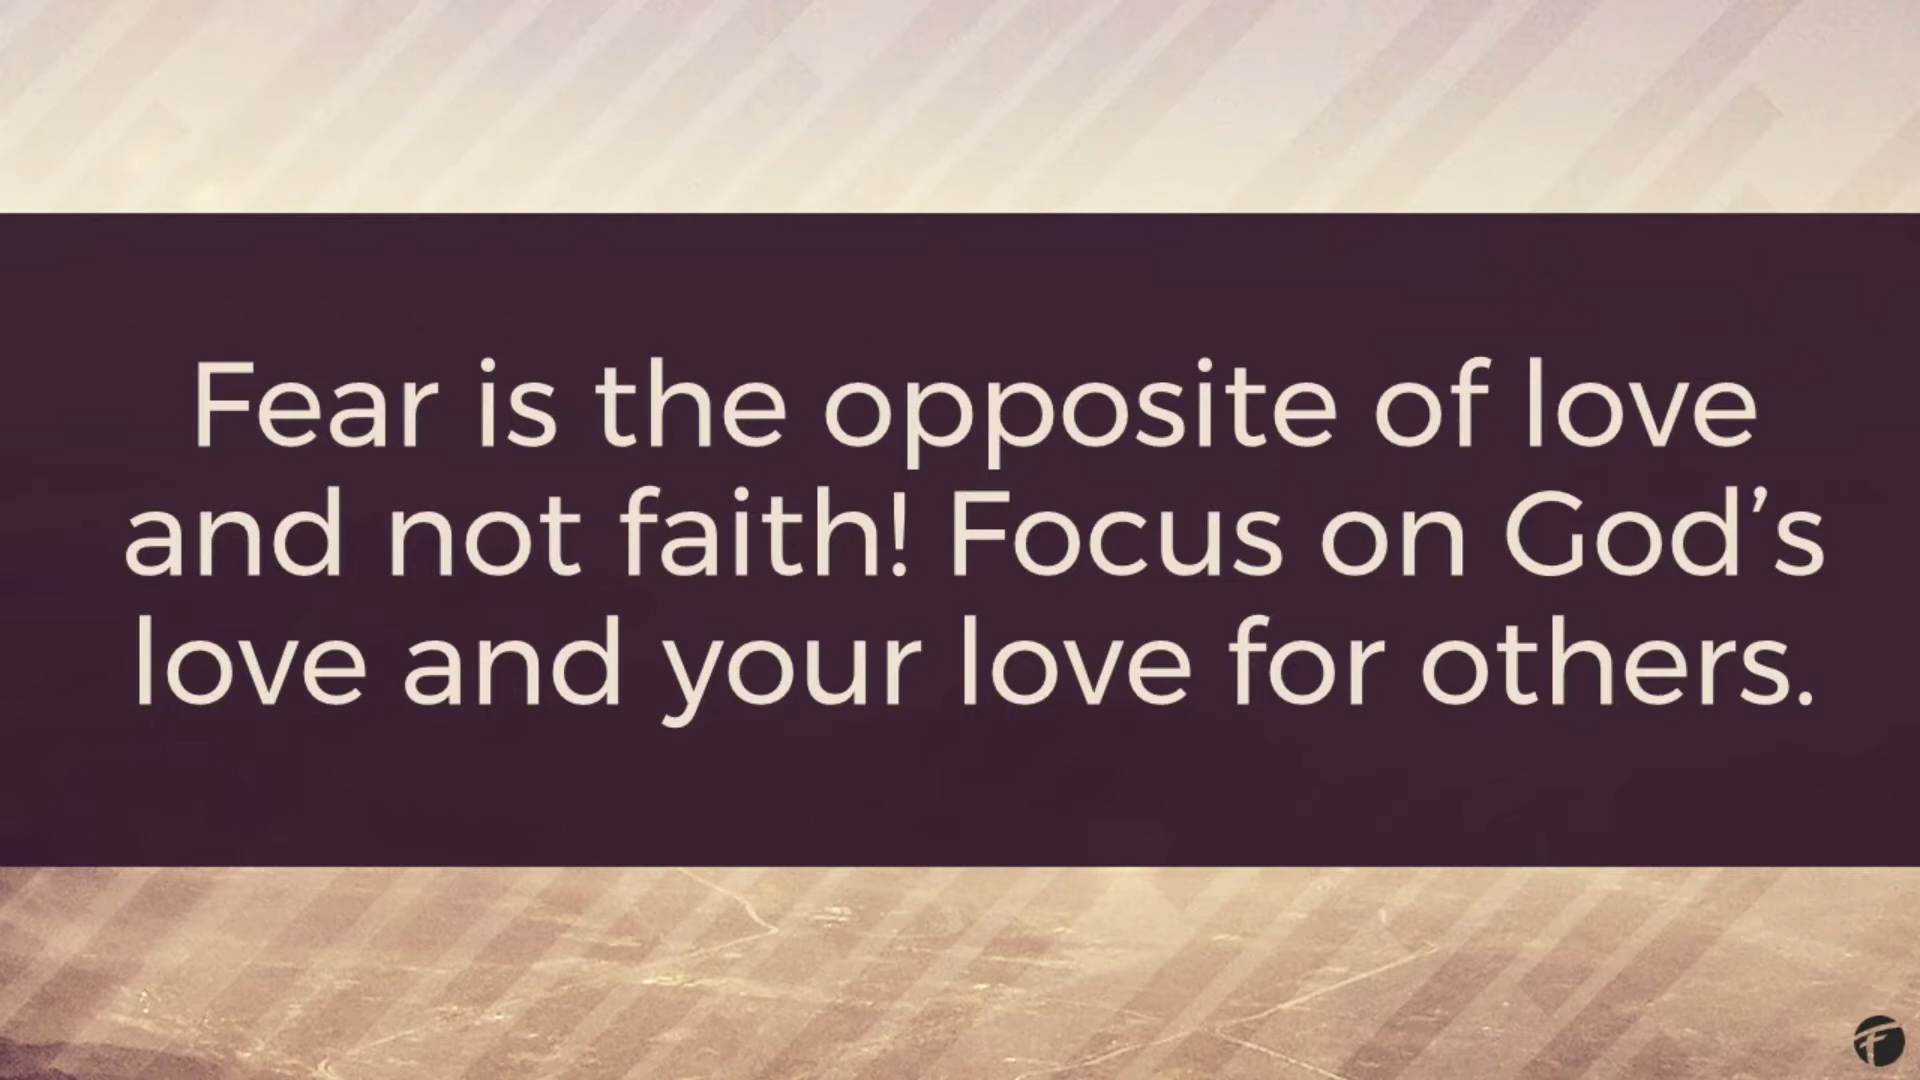 Fear is the opposite of love
and not faith! Focus on God’s
love and your love for others.